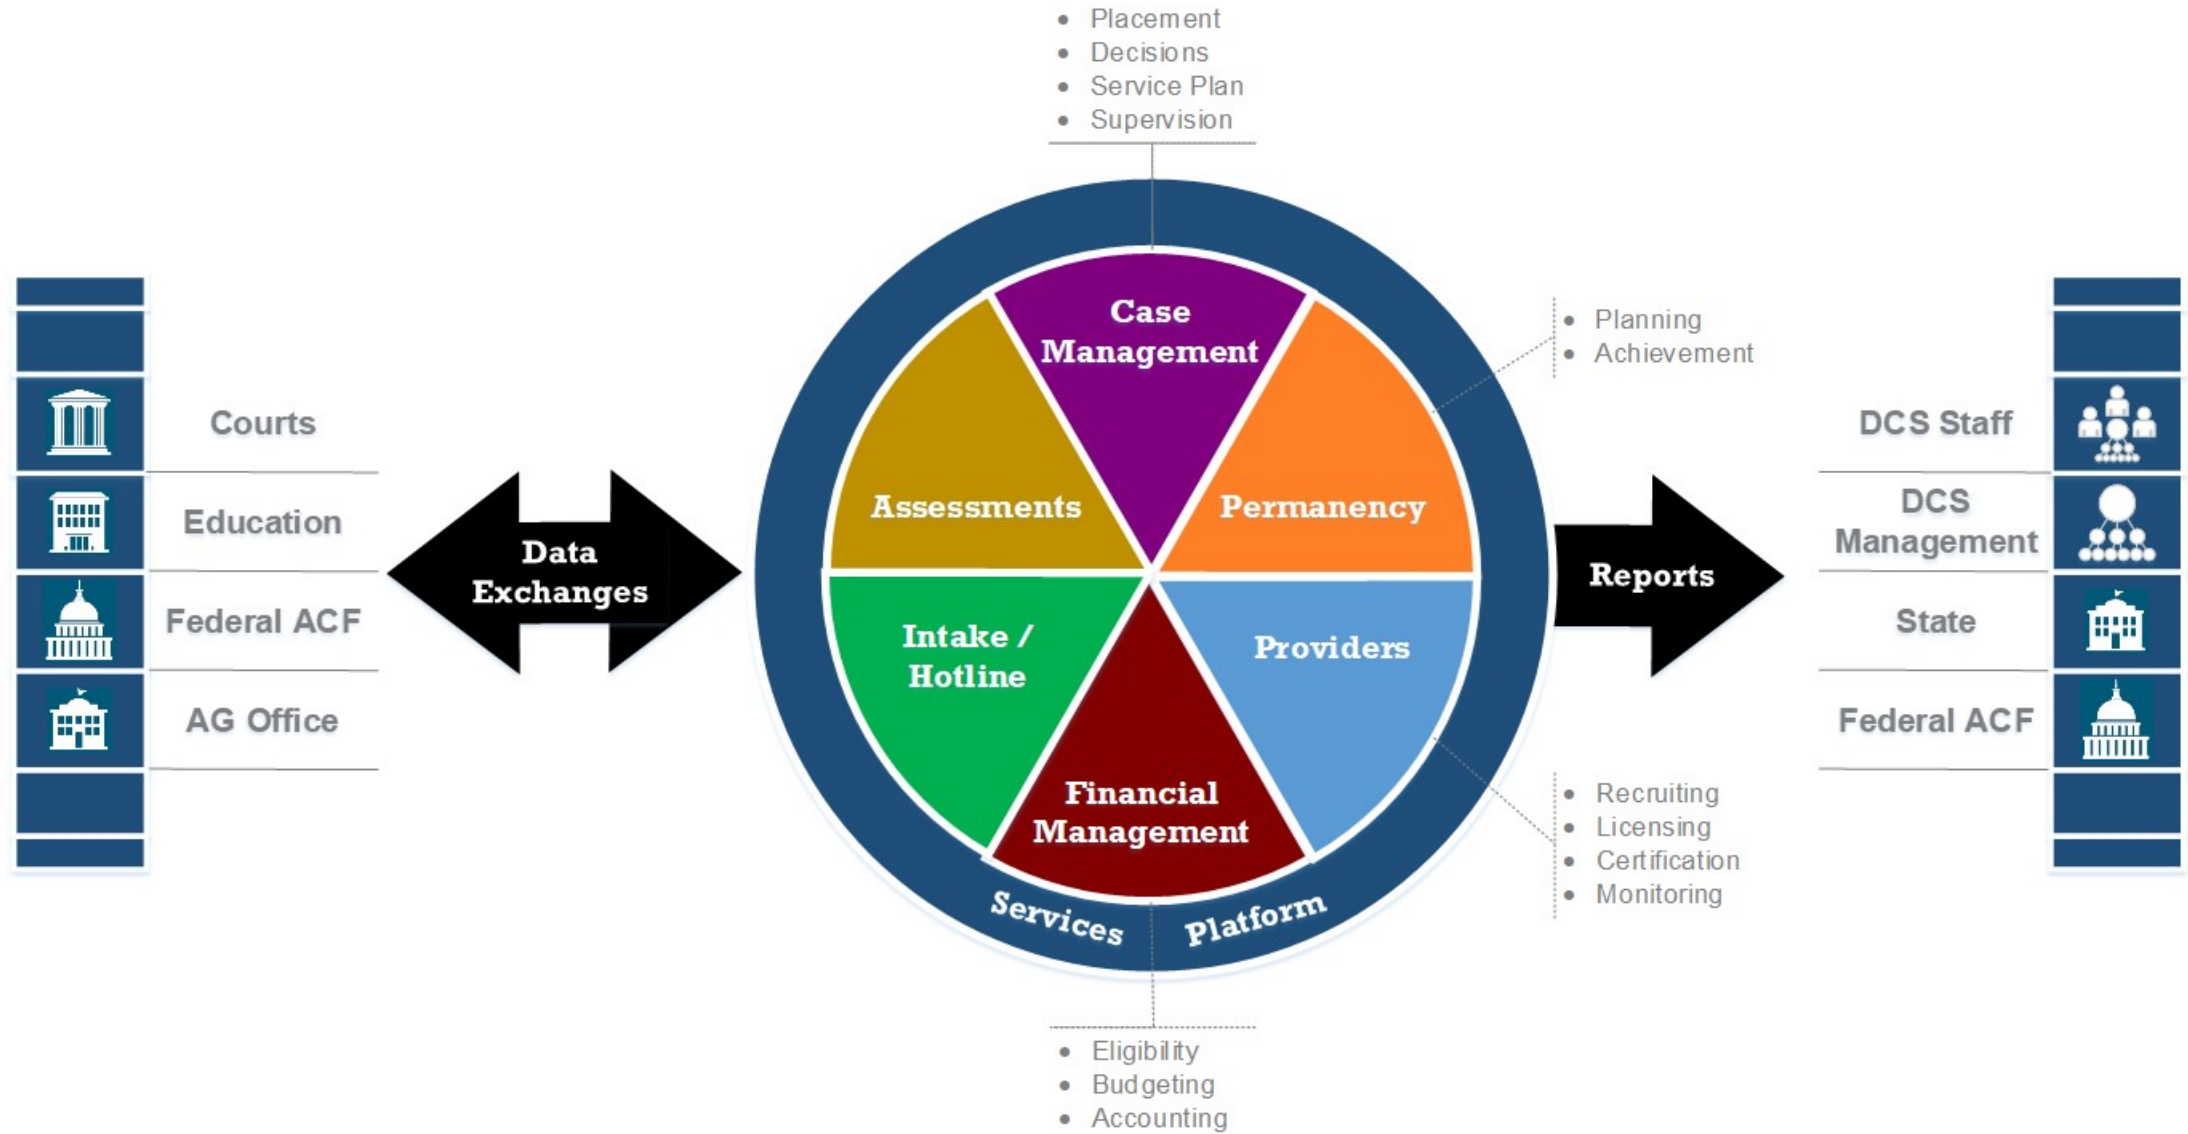 • Placement
• Decisions
• Service Plan
• Supervision
Courts
Education
Federal ACF
AG Office
Data
Exchanges
Case
Management
Assessments
Permanency
Intake /
Hotline
Providers
Financial
Management
Services Platform
• Planning
• Achievement
Reports
• Recruiting
• Licensing
• Certification
• Monitoring
DCS Staff
DCS
Management
State
Federal ACF
• Eligibility
• Budgeting
• Accounting